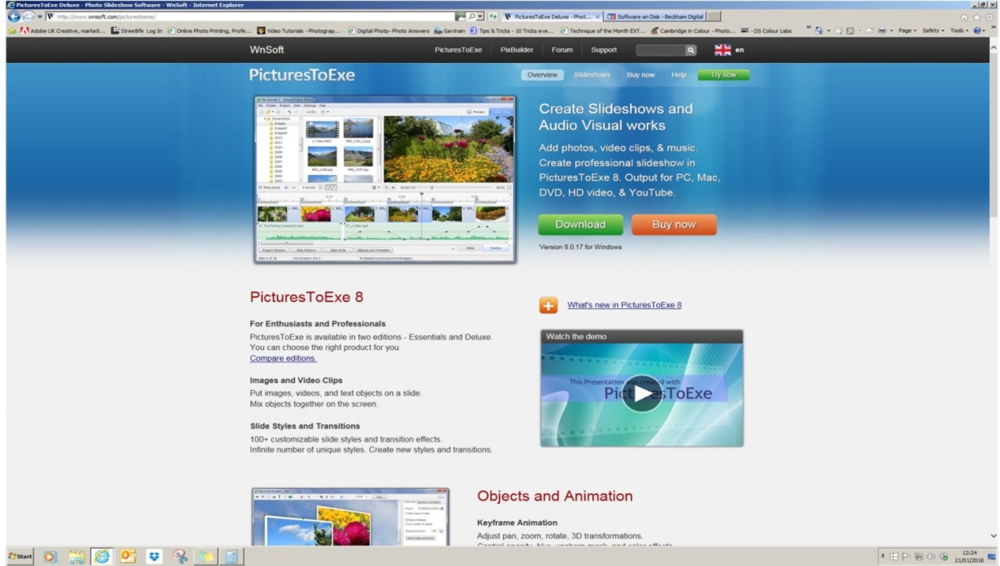 PicturesToExe Deluxe - Photo Slideshow Software - WnSoft - Internet Explorer
http://www.wnsoft.com/picturestoexe/
PicturesToExe Deluxe - Phot...
Software on Disk - Beckham Digital
Adobe UK Creative, marketi...
Streetlife Log In
Online Photo Printing, Profe...
Video Tutorials - Photograp...
Digital Photo- Photo Answers
Gavtrain
Tips & Tricks - 10 Tricks eve...
Technique of the Month EXT...
Cambridge in Colour - Photo...
- DS Colour Labs
Page
Safety
Tools
WnSoft
PicturesToExe
PixBuilder
Forum
Support
en
PicturesToExe
Overview
Slideshows
Buy now
Help
Try now
Create Slideshows and
Audio Visual works
Add photos, video clips, & music.
Create professional slideshow in
PicturesToExe 8. Output for PC, Mac,
DVD, HD video, & YouTube.
Download
Buy now
Version 8.0.17 for Windows
PicturesToExe 8
What's new in PicturesToExe 8
For Enthusiasts and Professionals
PicturesToExe is available in two editions - Essentials and Deluxe.
You can choose the right product for you.
Compare editions.
Images and Video Clips
Put images, videos, and text objects on a slide.
Mix objects together on the screen.
Slide Styles and Transitions
100+ customizable slide styles and transition effects.
Infinite number of unique styles. Create new styles and transitions.
Watch the demo
This Presentation was created with
PicturesToExe
Objects and Animation
Keyframe Animation
Adjust pan, zoom, rotate, 3D transformations.
Start
12:24
21/01/2016